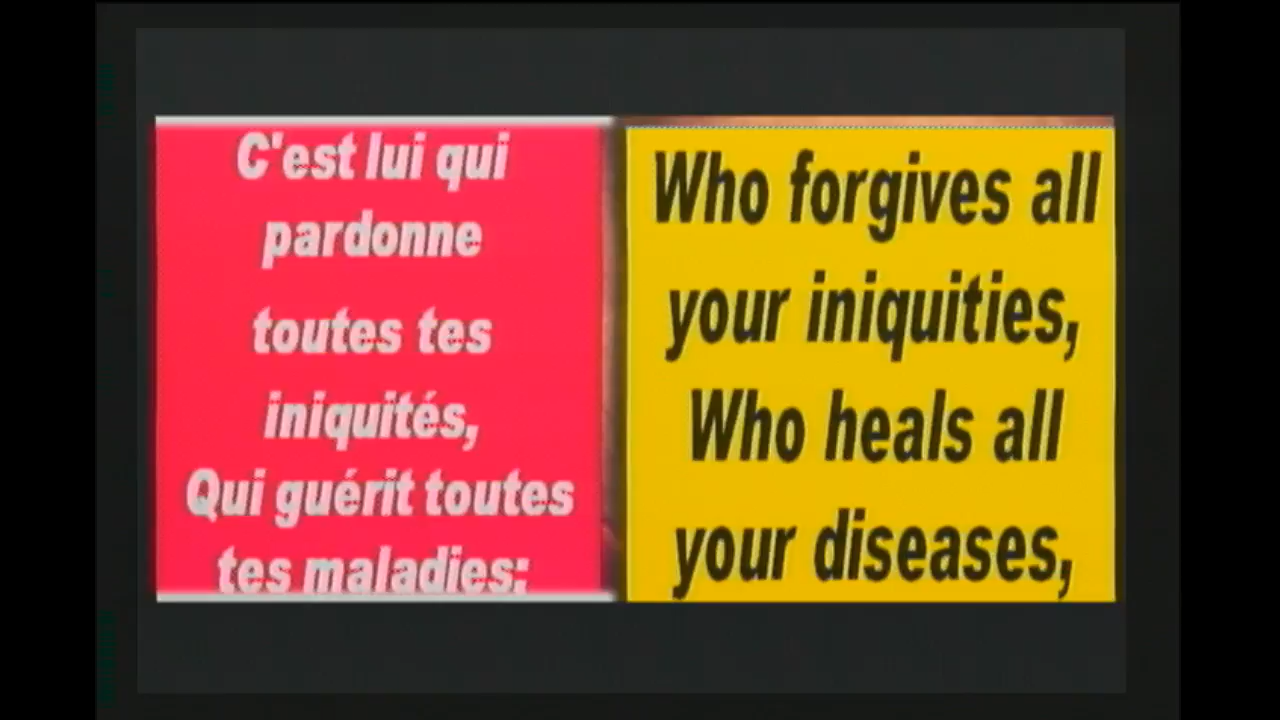 C'est lui qui
pardonne
toutes tes
iniquités,
Qui guérit toutes
tes maladies;
Who forgives all
your iniquities,
Who heals all
your diseases,